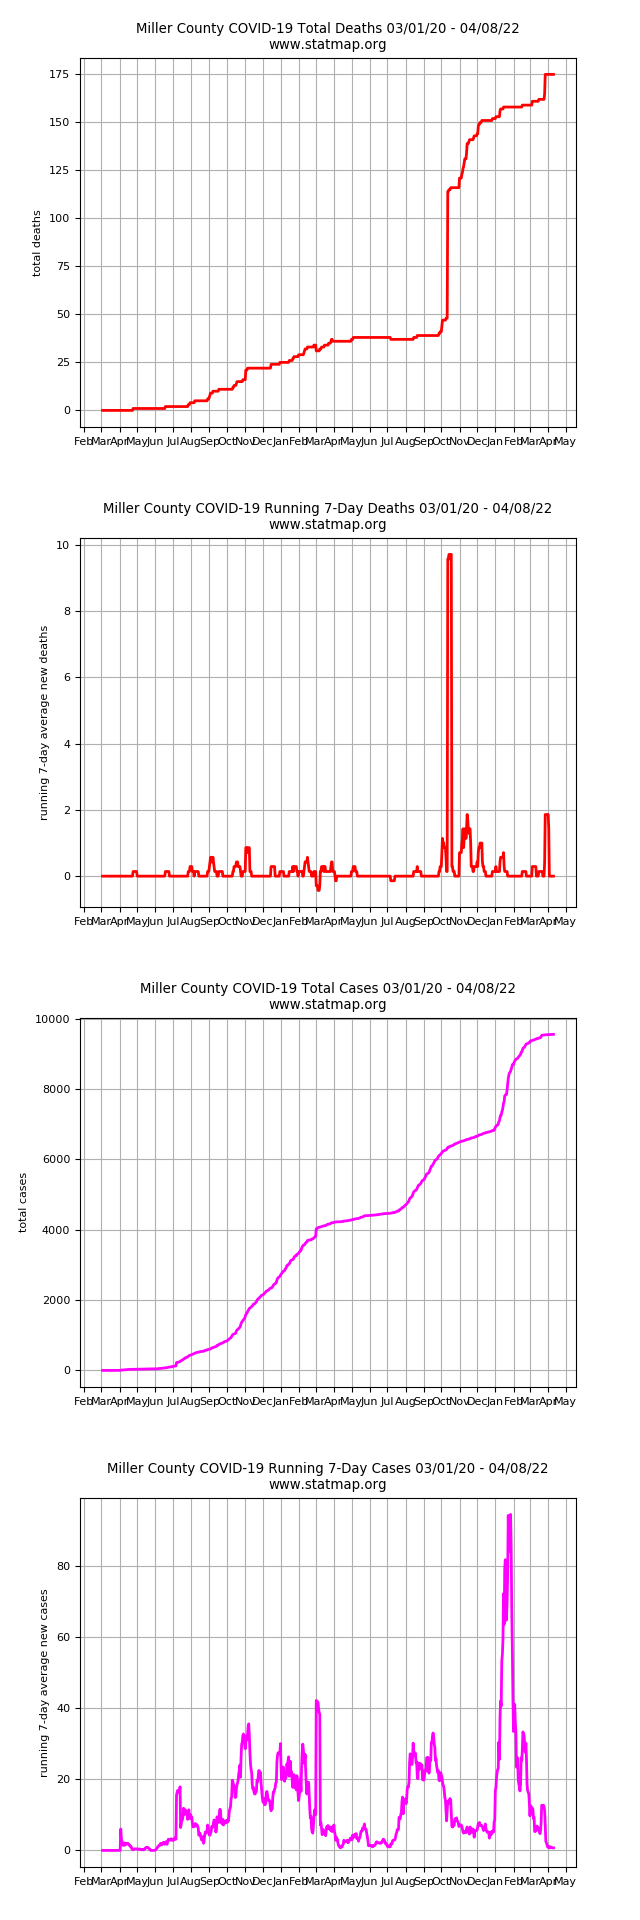 Miller County COVID-19 Total Deaths 03/01/20 - 04/08/22
www.statmap.org
175
150
125
100
75
50
25
0
total deaths
Feb Mar Apr May Jun Jul Aug Sep Oct Nov Dec Jan Feb Mar Apr May Jun Jul Aug Sep Oct Nov Dec Jan Feb Mar Apr May
Miller County COVID-19 Running 7-Day Deaths 03/01/20 - 04/08/22
www.statmap.org
10
8
6
4
2
0
running 7-day average new deaths
Feb Mar Apr May Jun Jul Aug Sep Oct Nov Dec Jan Feb Mar Apr May Jun Jul Aug Sep Oct Nov Dec Jan Feb Mar Apr May
Miller County COVID-19 Total Cases 03/01/20 - 04/08/22
www.statmap.org
10000
8000
6000
4000
2000
0
total cases
Feb Mar Apr May Jun Jul Aug Sep Oct Nov Dec Jan Feb Mar Apr May Jun Jul Aug Sep Oct Nov Dec Jan Feb Mar Apr May
Miller County COVID-19 Running 7-Day Cases 03/01/20 - 04/08/22
www.statmap.org
80
60
40
20
0
running 7-day average new cases
Feb Mar Apr May Jun Jul Aug Sep Oct Nov Dec Jan Feb Mar Apr May Jun Jul Aug Sep Oct Nov Dec Jan Feb Mar Apr May